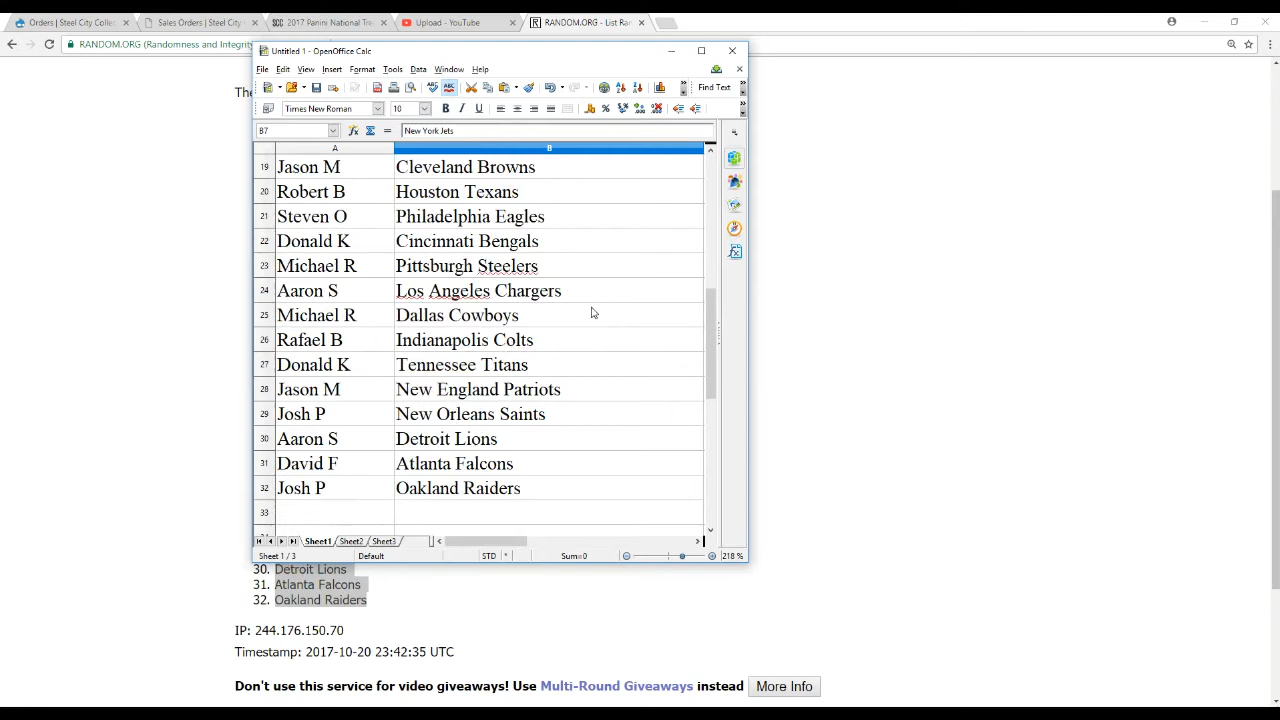 Orders | Steel City Collec
Sales Orders | Steel City
2017 Panini National Tre
Upload - YouTube
RANDOM.ORG - List Ran
RANDOM.ORG (Randomness and Integrity
The
Untitled 1 - OpenOffice Calc
File Edit View Insert Format Tools Data Window Help
Find Text
Times New Roman 10
B7 New York Jets
A B
19 Jason M Cleveland Browns
20 Robert B Houston Texans
21 Steven O Philadelphia Eagles
22 Donald K Cincinnati Bengals
23 Michael R Pittsburgh Steelers
24 Aaron S Los Angeles Chargers
25 Michael R Dallas Cowboys
26 Rafael B Indianapolis Colts
27 Donald K Tennessee Titans
28 Jason M New England Patriots
29 Josh P New Orleans Saints
30 Aaron S Detroit Lions
31 David F Atlanta Falcons
32 Josh P Oakland Raiders
33
Sheet1 Sheet2 Sheet3
Sheet 1 / 3 Default STD * Sum=0 218 %
30. Detroit Lions
31. Atlanta Falcons
32. Oakland Raiders
IP: 244.176.150.70
Timestamp: 2017-10-20 23:42:35 UTC
Don't use this service for video giveaways! Use Multi-Round Giveaways instead More Info